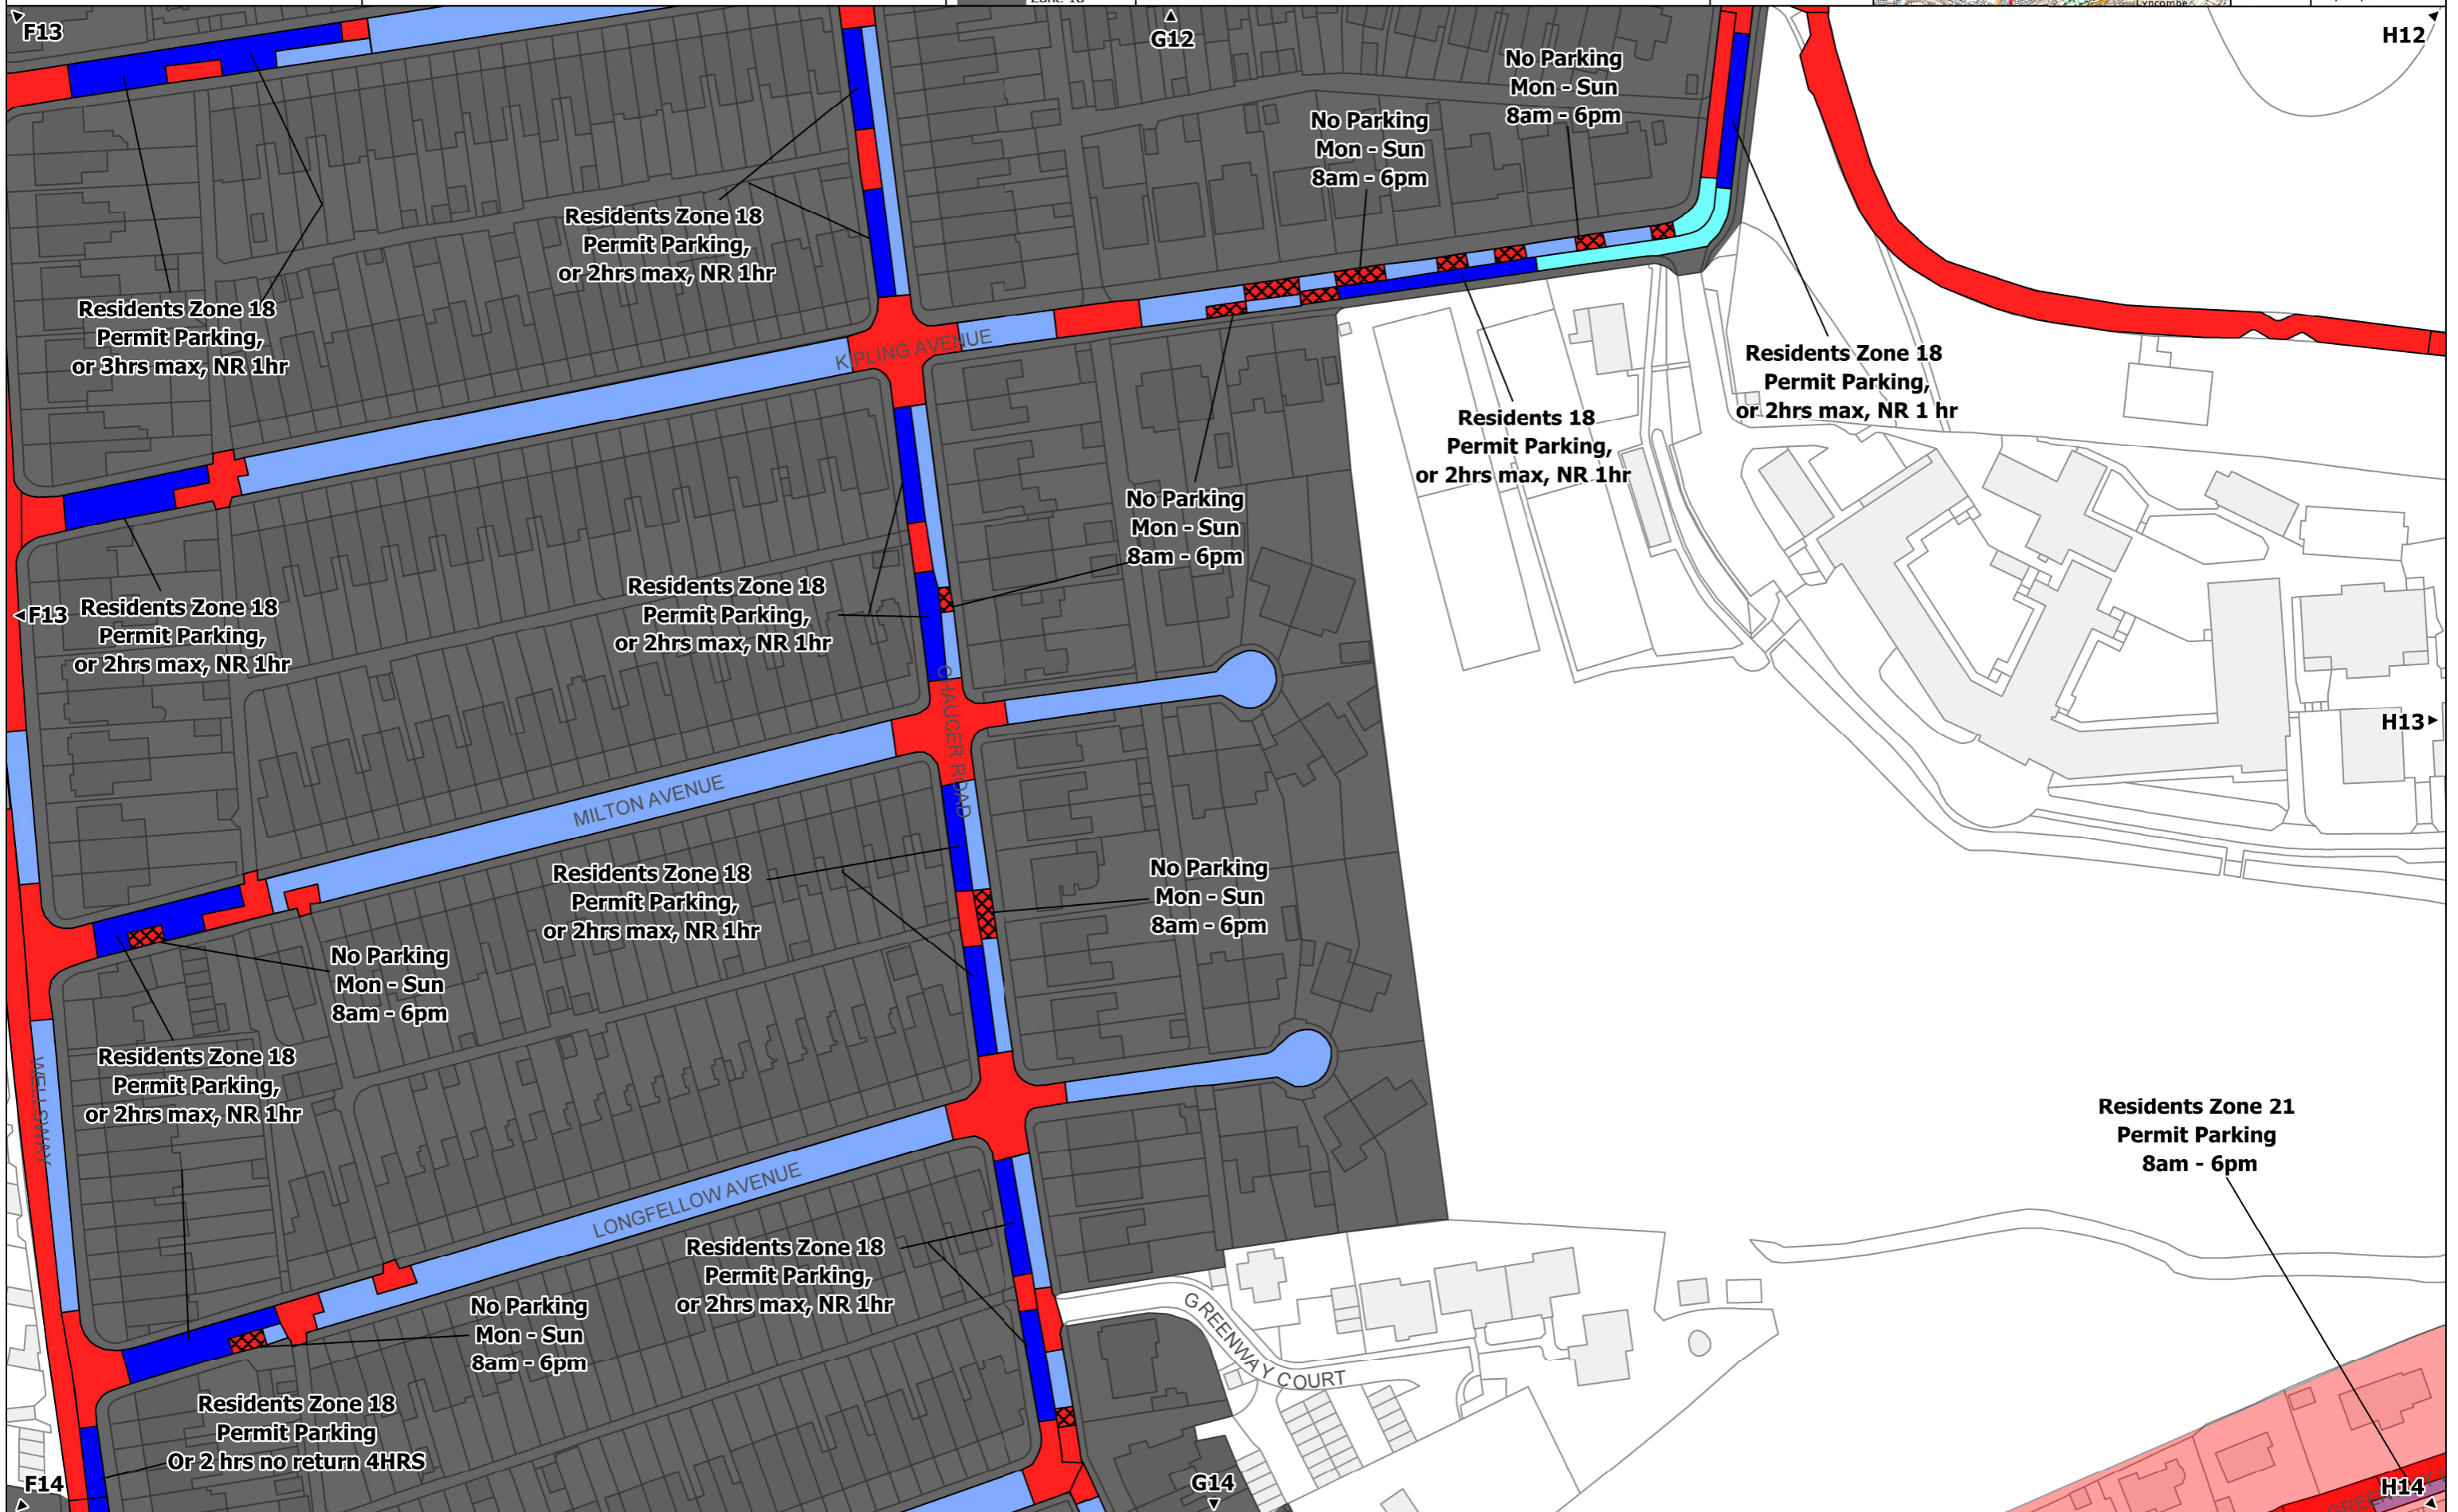 Zone 18
Lyncombe
F13
G12
H12
No Parking
Mon - Sun
8am - 6pm
No Parking
Mon - Sun
8am - 6pm
Residents Zone 18
Permit Parking,
or 2hrs max, NR 1hr
Residents Zone 18
Permit Parking,
or 3hrs max, NR 1hr
KIPLING AVENUE
Residents Zone 18
Permit Parking,
or 2hrs max, NR 1 hr
Residents 18
Permit Parking,
or 2hrs max, NR 1hr
No Parking
Mon - Sun
8am - 6pm
F13
Residents Zone 18
Permit Parking,
or 2hrs max, NR 1hr
Residents Zone 18
Permit Parking,
or 2hrs max, NR 1hr
CHAUCER ROAD
H13
MILTON AVENUE
Residents Zone 18
Permit Parking,
or 2hrs max, NR 1hr
No Parking
Mon - Sun
8am - 6pm
No Parking
Mon - Sun
8am - 6pm
Residents Zone 18
Permit Parking,
or 2hrs max, NR 1hr
WELLSWAY
Residents Zone 21
Permit Parking
8am - 6pm
LONGFELLOW AVENUE
Residents Zone 18
Permit Parking,
or 2hrs max, NR 1hr
No Parking
Mon - Sun
8am - 6pm
GREENWAY COURT
Residents Zone 18
Permit Parking
Or 2 hrs no return 4HRS
F14
G14
H14